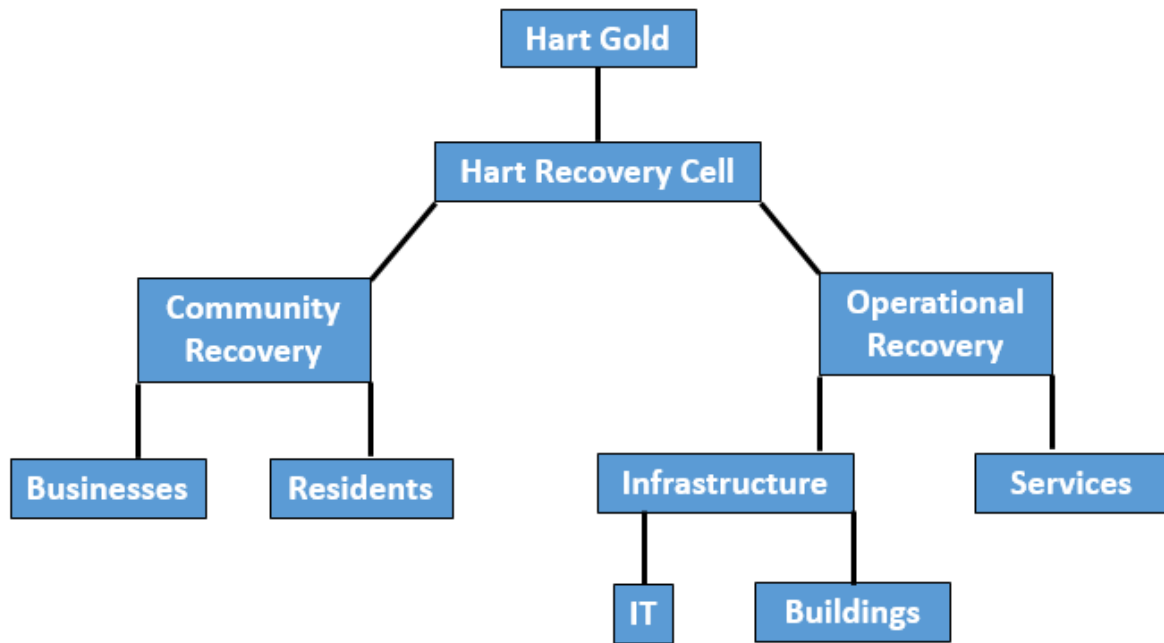 Hart Gold
Hart Recovery Cell
Community
Recovery
Operational
Recovery
Businesses
Residents
Infrastructure
Services
IT
Buildings